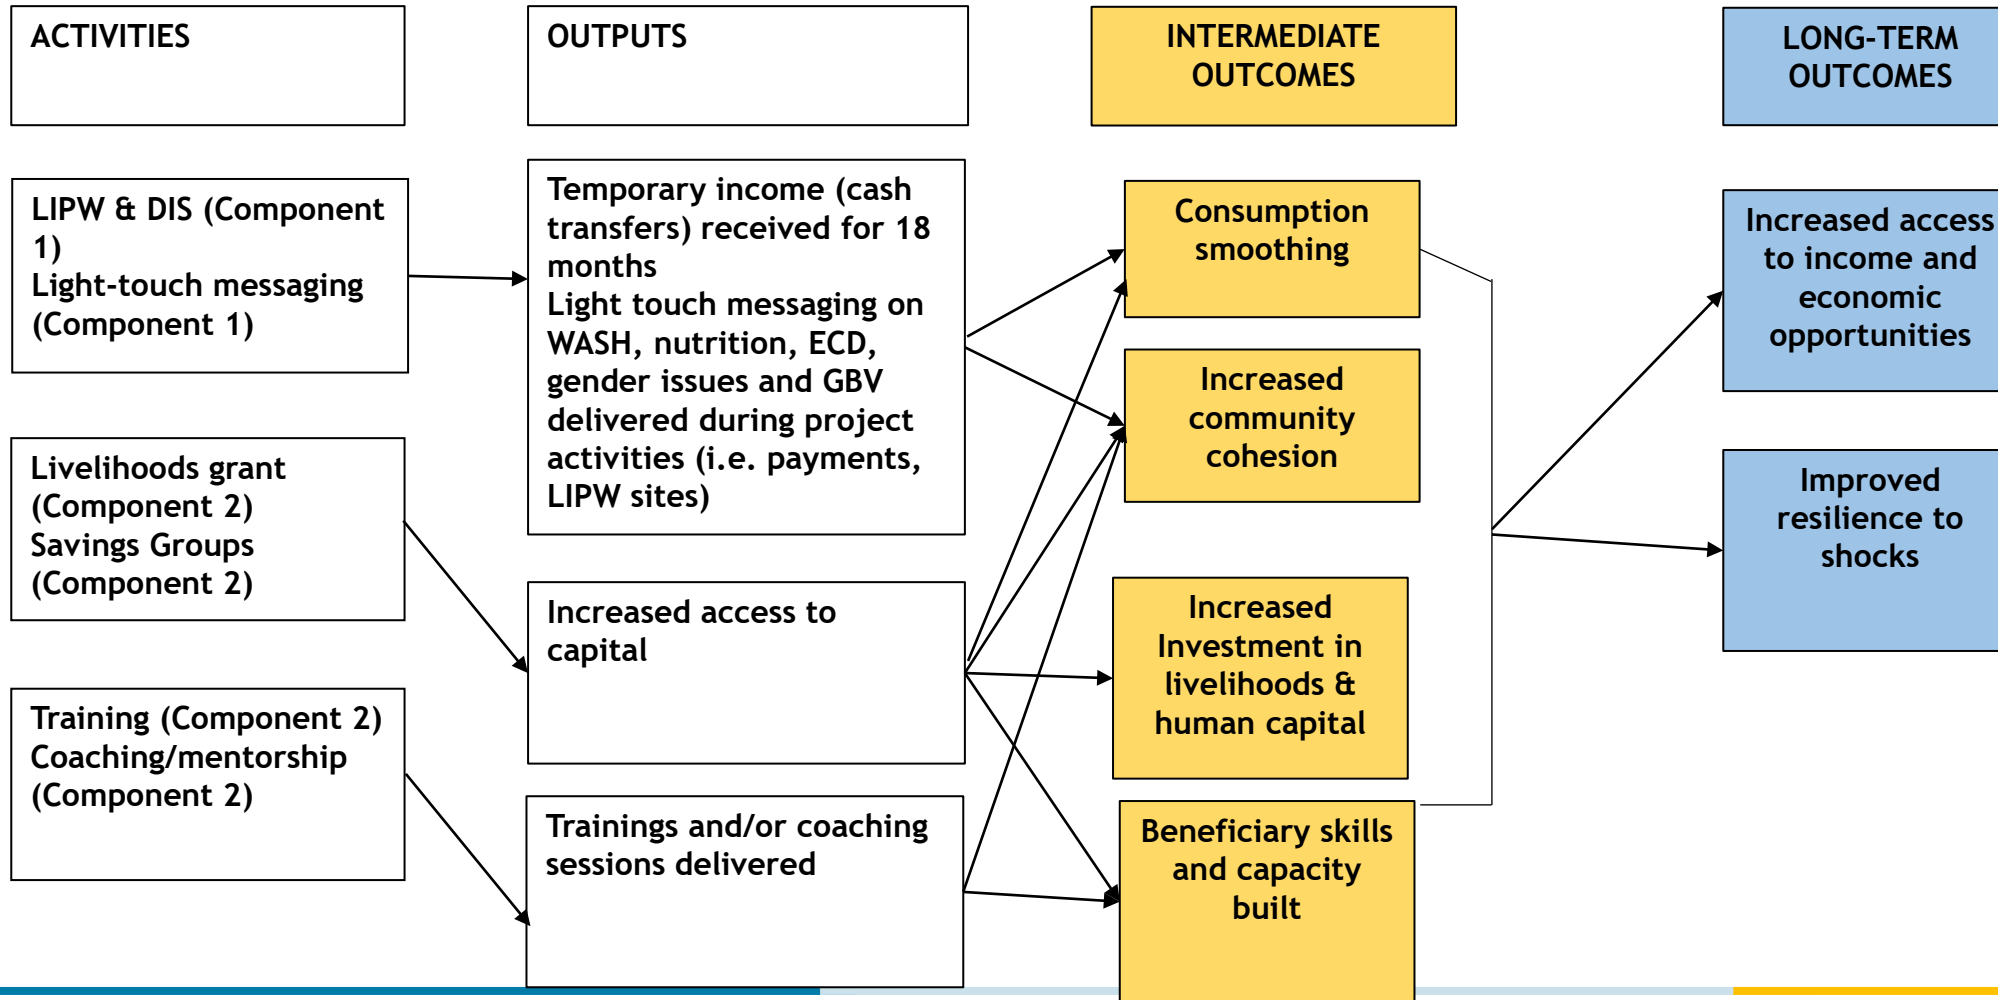 ACTIVITIES
OUTPUTS
INTERMEDIATE
OUTCOMES
LONG-TERM
OUTCOMES
LIPW & DIS (Component
1)
Light-touch messaging
(Component 1)
Livelihoods grant
(Component 2)
Savings Groups
(Component 2)
Training (Component 2)
Coaching/mentorship
(Component 2)
Temporary income (cash
transfers) received for 18
months
Light touch messaging on
WASH, nutrition, ECD,
gender issues and GBV
delivered during project
activities (i.e. payments,
LIPW sites)
Increased access to
capital
Trainings and/or coaching
sessions delivered
Consumption
smoothing
Increased
community
cohesion
Increased
Investment in
livelihoods &
human capital
Beneficiary skills
and capacity
built
Increased access
to income and
economic
opportunities
Improved
resilience to
shocks